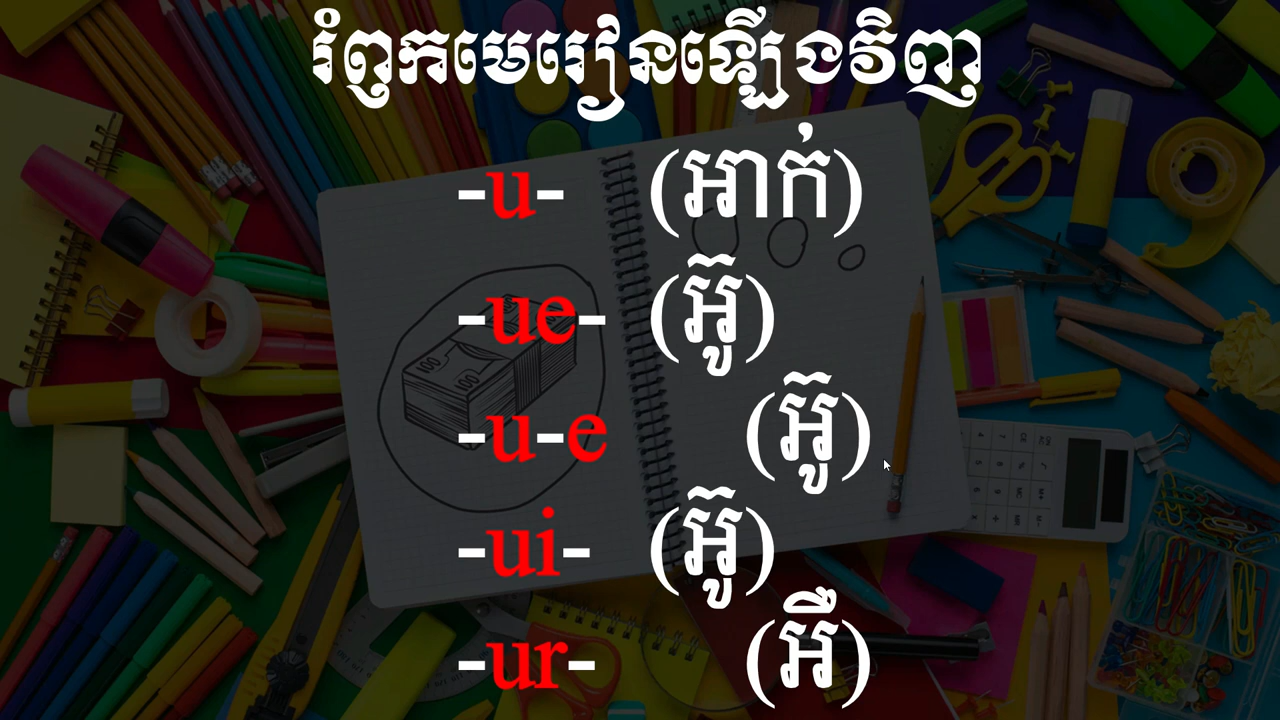 រំឭកមេរៀនឡើងវិញ
-u- (អាក់)
-ue- (អ៊ូ)
-u-e (អ៊ូ)
-ui- (អ៊ូ)
-ur- (អឺ)